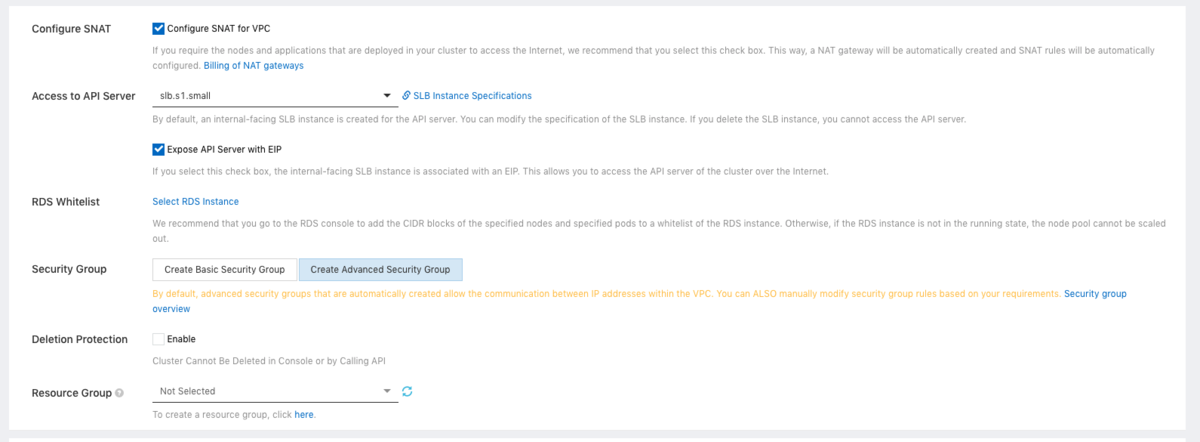 Configure SNAT
Configure SNAT for VPC
If you require the nodes and applications that are deployed in your cluster to access the Internet, we recommend that you select this check box. This way, a NAT gateway will be automatically created and SNAT rules will be automatically
configured. Billing of NAT gateways
Access to API Server
slb.s1.small
SLB Instance Specifications
By default, an internal-facing SLB instance is created for the API server. You can modify the specification of the SLB instance. If you delete the SLB instance, you cannot access the API server.
Expose API Server with EIP
If you select this check box, the internal-facing SLB instance is associated with an EIP. This allows you to access the API server of the cluster over the Internet.
RDS Whitelist
Select RDS Instance
We recommend that you go to the RDS console to add the CIDR blocks of the specified nodes and specified pods to a whitelist of the RDS instance. Otherwise, if the RDS instance is not in the running state, the node pool cannot be scaled
out.
Security Group
Create Basic Security Group
Create Advanced Security Group
By default, advanced security groups that are automatically created allow the communication between IP addresses within the VPC. You can ALSO manually modify security group rules based on your requirements. Security group
overview
Deletion Protection
Enable
Cluster Cannot Be Deleted in Console or by Calling API
Resource Group ?
Not Selected
To create a resource group, click here.